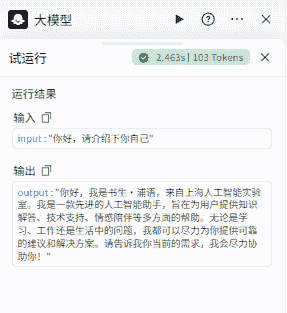 大模型
试运行
2.463s | 103 Tokens
运行结果
输入
input:"你好，请介绍下你自己"
输出
output:"你好，我是书生·浦语，来自上海人工智能实验
室。我是一款先进的人工智能助手，旨在为用户提供知识
解答、技术支持、情感陪伴等多方面的帮助。无论是学
习、工作还是生活中的问题，我都可以尽力为你提供可靠
的建议和解决方案。请告诉我你当前的需求，我会尽力协
助你！"